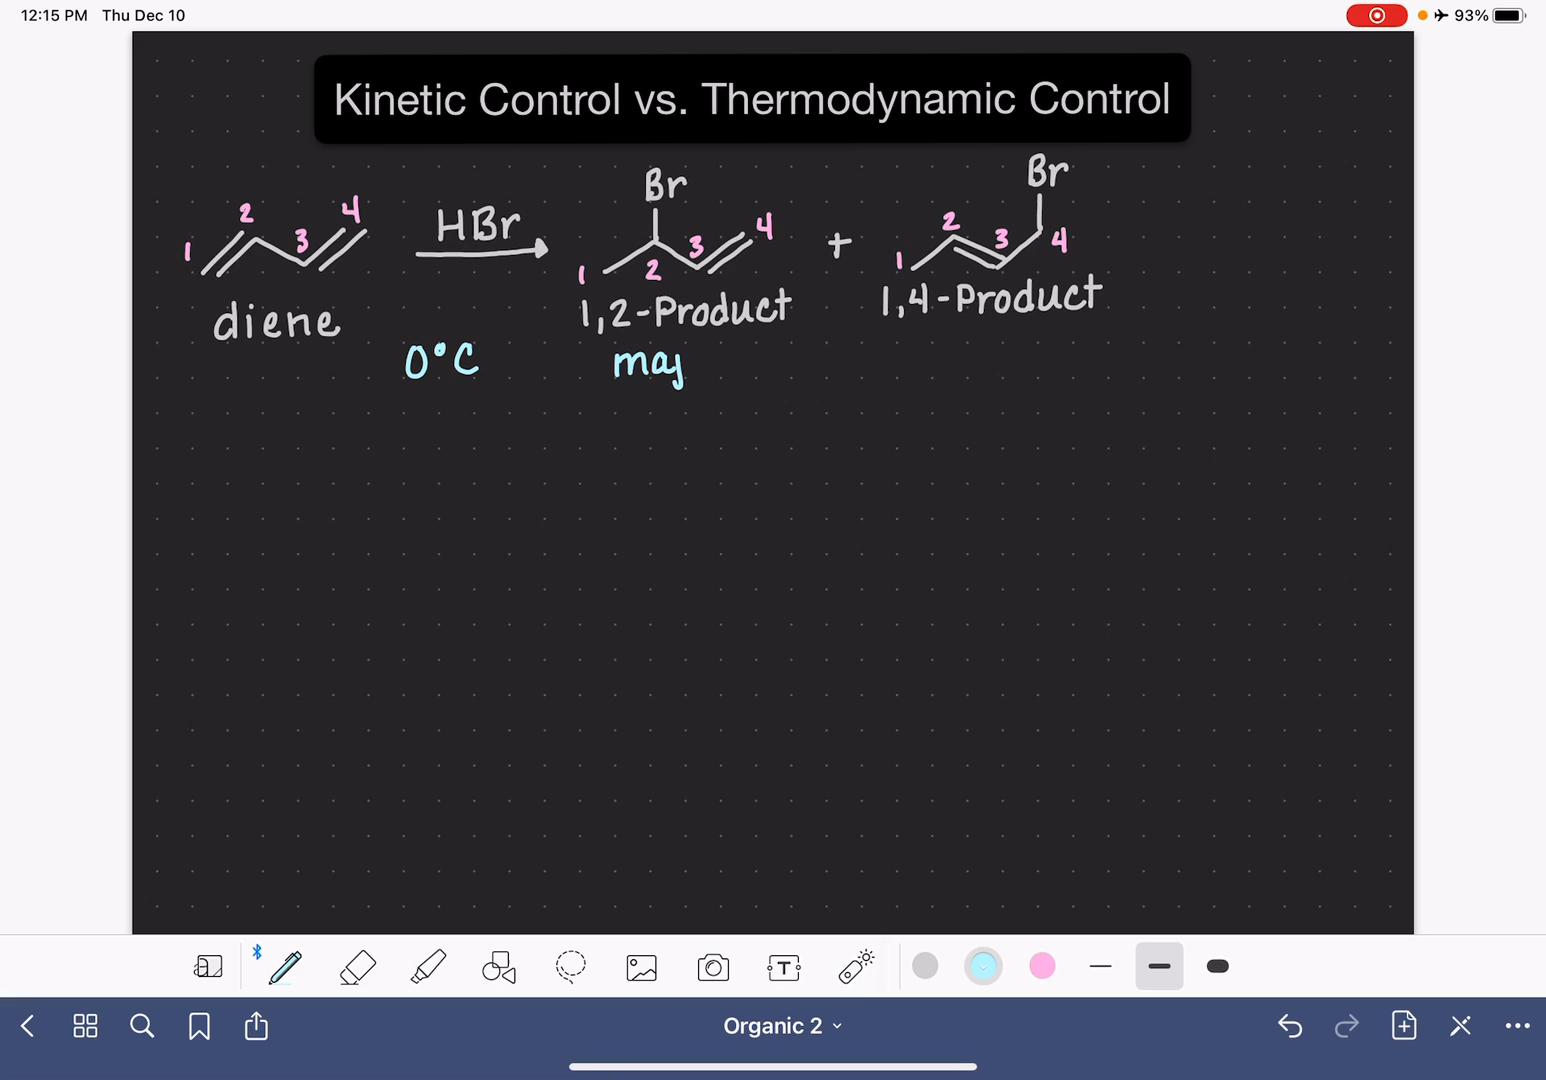 12:15 PM Thu Dec 10
93%
Kinetic Control vs. Thermodynamic Control
Br
Br
1 2 3 4
HBr
1 2 3 4
+
1 2 3 4
diene
1,2-Product
1,4-Product
0°C
maj
T
Organic 2